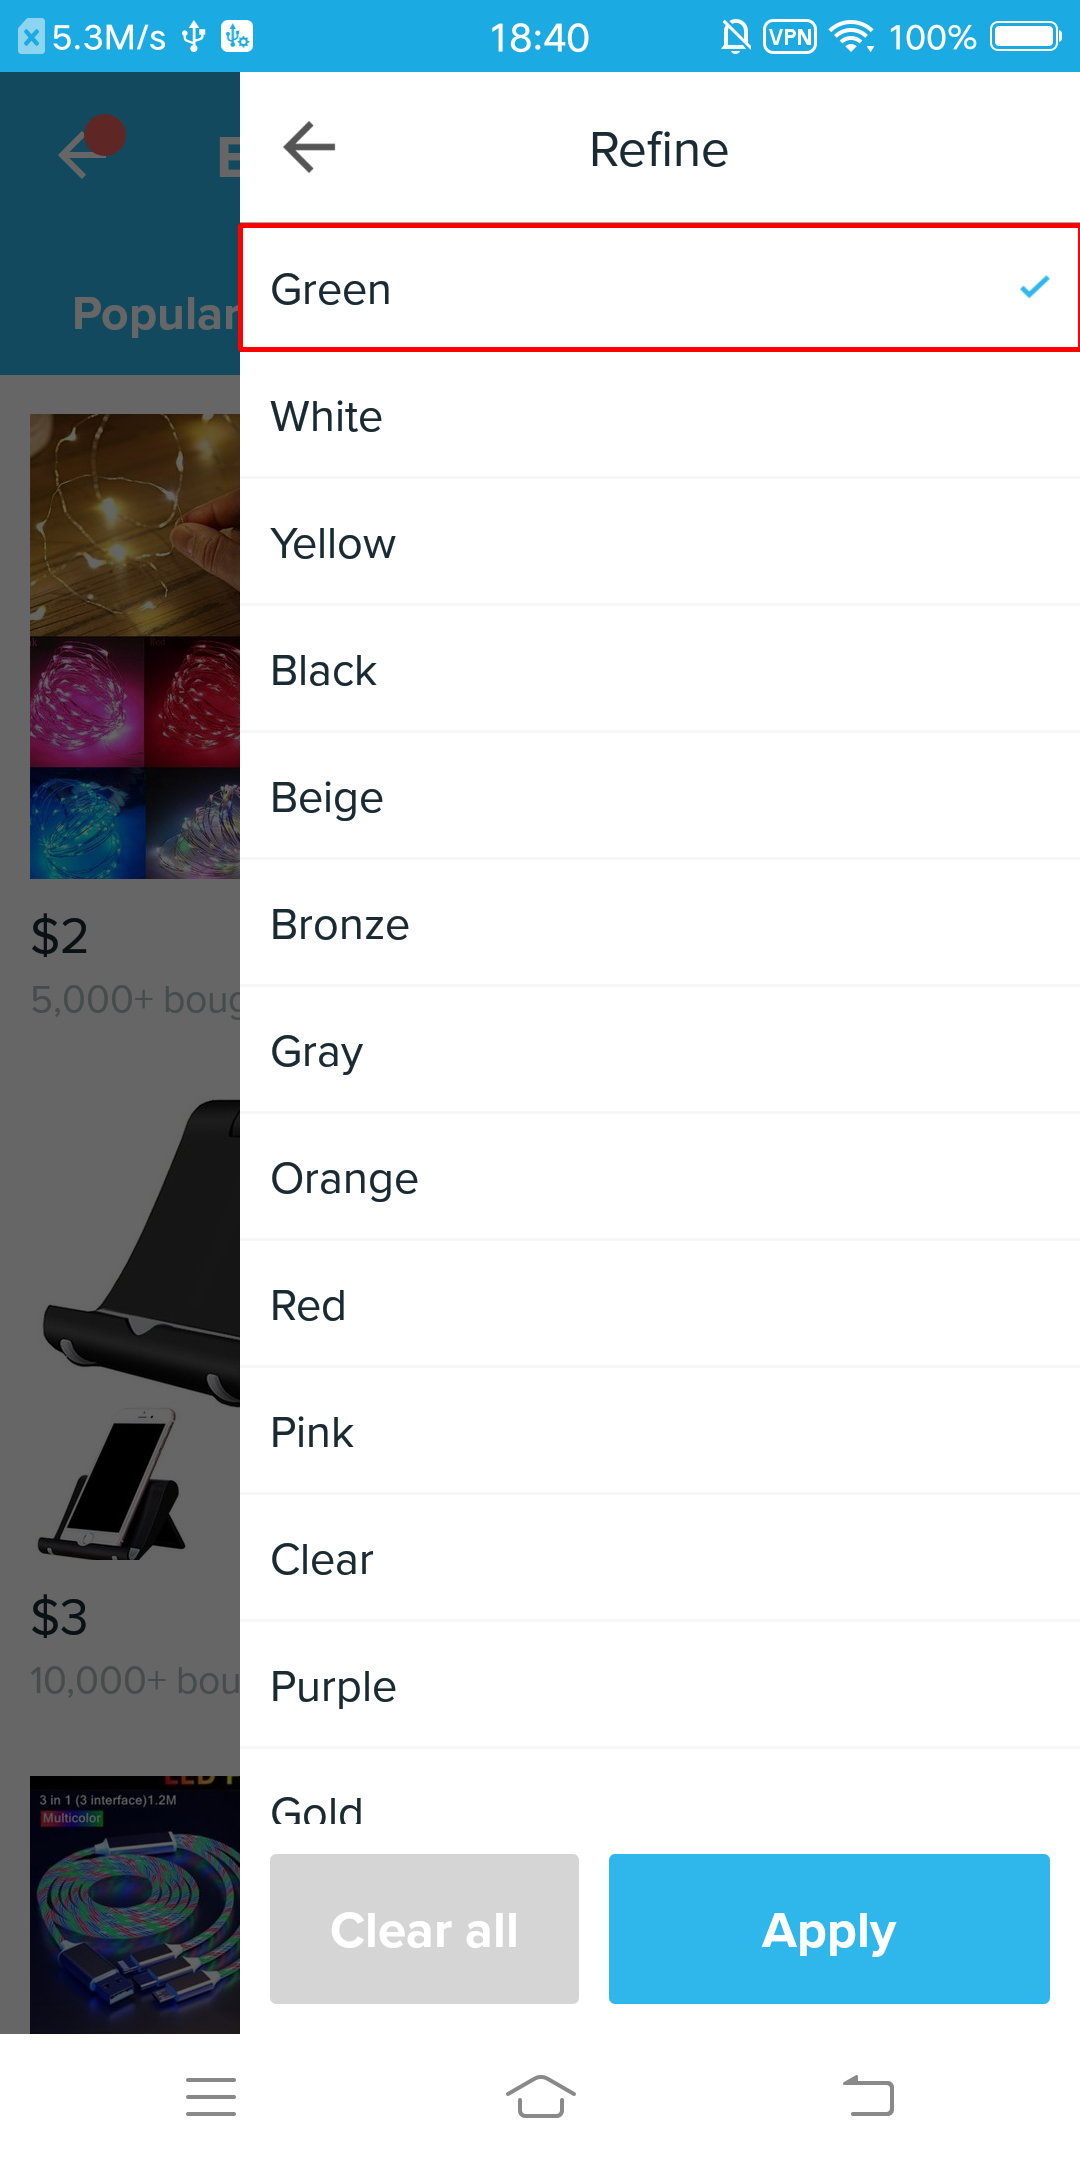 5.3M/s 18:40 VPN 100%
Refine
Popular
Green
White
Yellow
Black
Beige
Bronze
Gray
Orange
Red
Pink
Clear
Purple
Gold
$2
5,000+ boug
$3
10,000+ bou
3 in 1 (3 interface)1.2M
Multicolor
Clear all
Apply